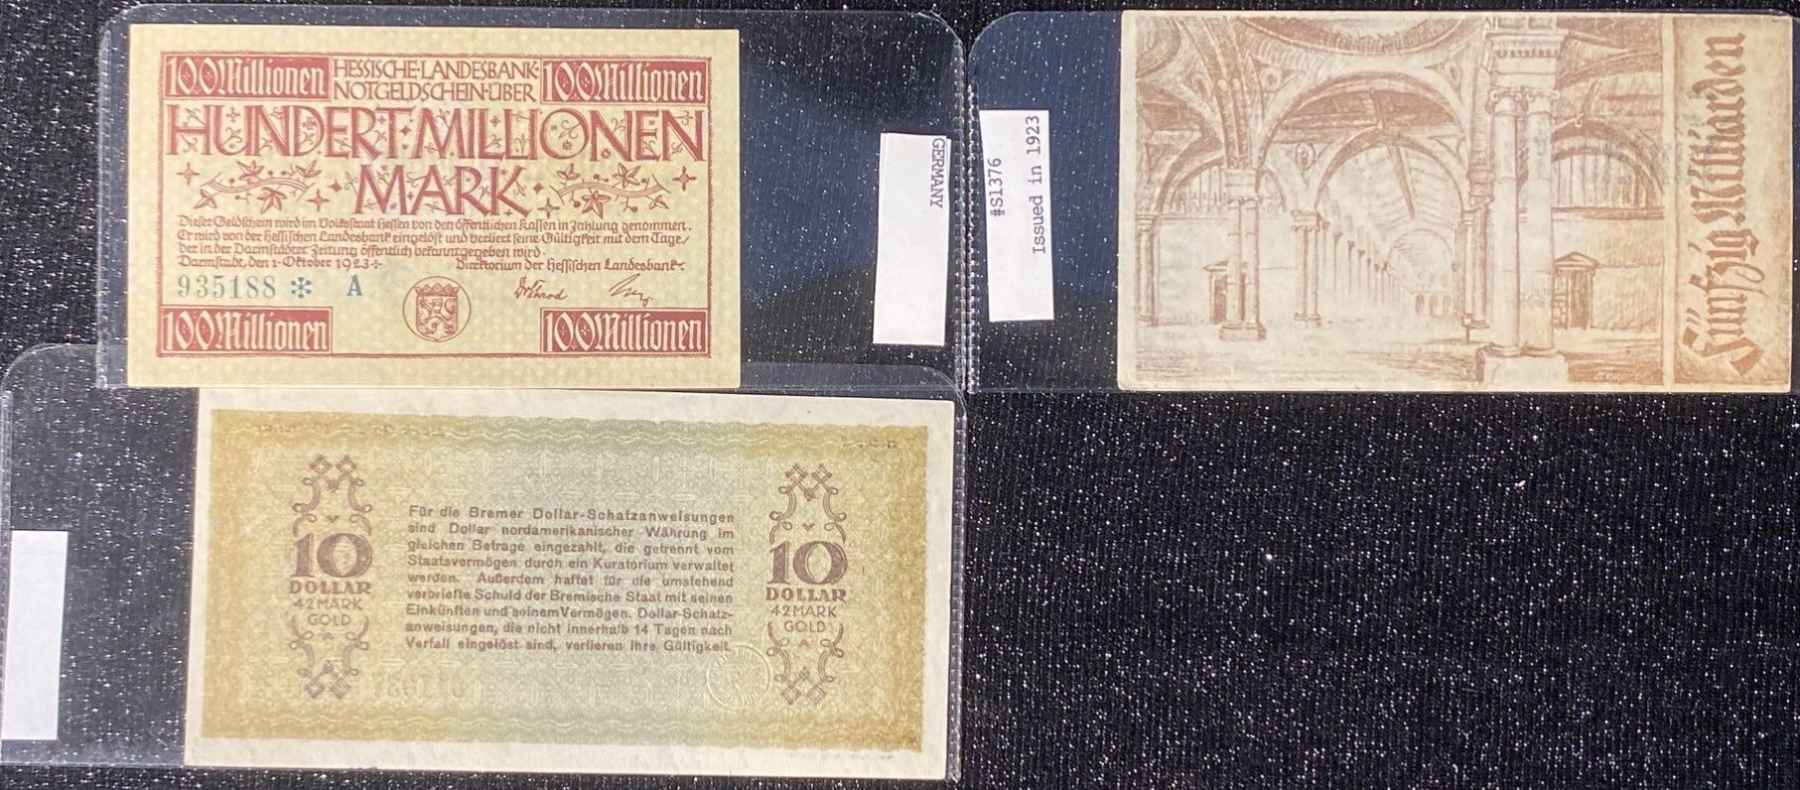 100 Millionen
HESSISCHE·LANDESBANK·
NOTGELDSCHEIN·ÜBER
100 Millionen
HUNDERT·MILLIONEN
MARK
Dieser Geldschein wird im Volksstaat Hessen von den öffentlichen Kassen in Zahlung genommen.
Er wird von der Hessischen Landesbank eingelöst und verliert seine Gültigkeit mit dem Tage,
der in der Darmstädter Zeitung öffentlich bekanntgegeben wird.
Darmstadt, den 1. Oktober 1923
Direktorium der Hessischen Landesbank.
935188 * A
100 Millionen
100 Millionen
GERMANY
#S1376
Issued in 1923
Fünfzig Milliarden
10
DOLLAR
42 MARK
GOLD
Für die Bremer Dollar-Schatzanweisungen
sind Dollar nordamerikanischer Währung im
gleichen Betrage eingezahlt, die getrennt vom
Staatsvermögen durch ein Kuratorium verwaltet
werden. Außerdem haftet für die umstehend
verbriefte Schuld der Bremische Staat mit seinen
Einkünften und seinem Vermögen. Dollar-Schatz-
anweisungen, die nicht innerhalb 14 Tagen nach
Verfall eingelöst sind, verlieren ihre Gültigkeit
10
DOLLAR
42 MARK
GOLD